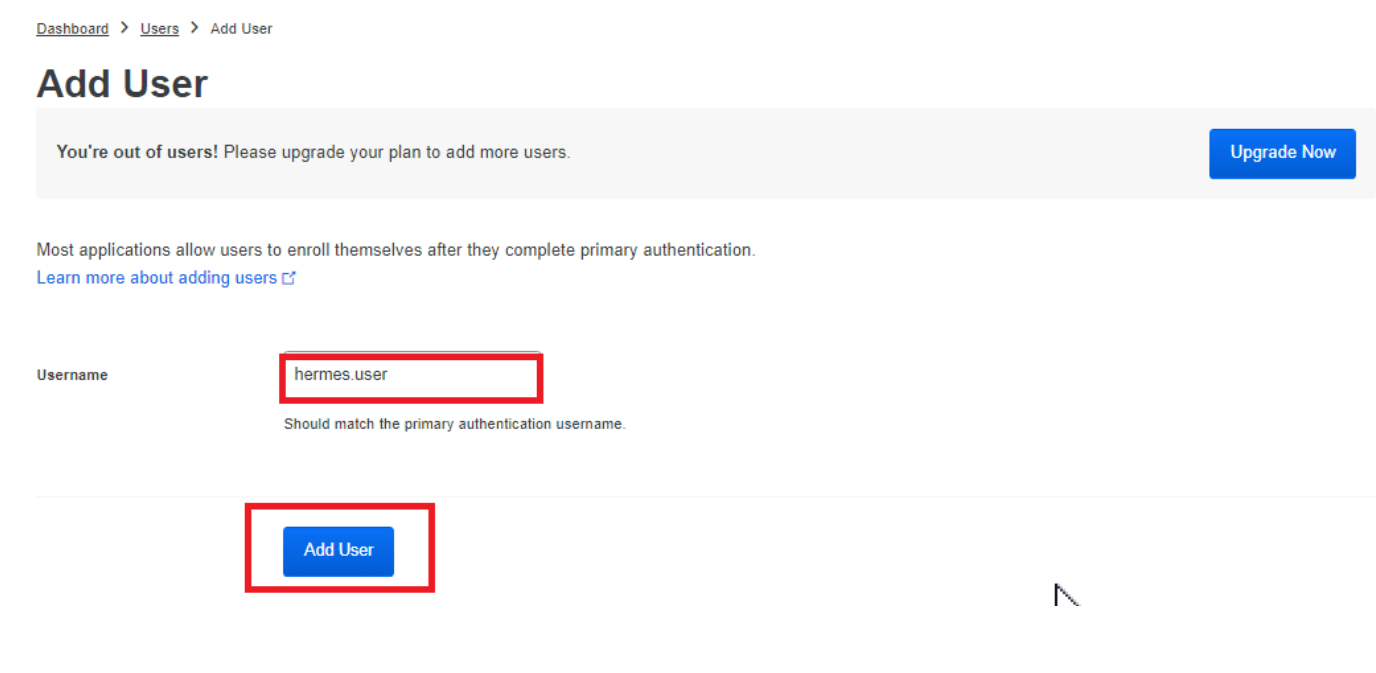 Dashboard > Users > Add User
Add User
You're out of users! Please upgrade your plan to add more users.
Upgrade Now
Most applications allow users to enroll themselves after they complete primary authentication.
Learn more about adding users
Username
hermes.user
Should match the primary authentication username.
Add User